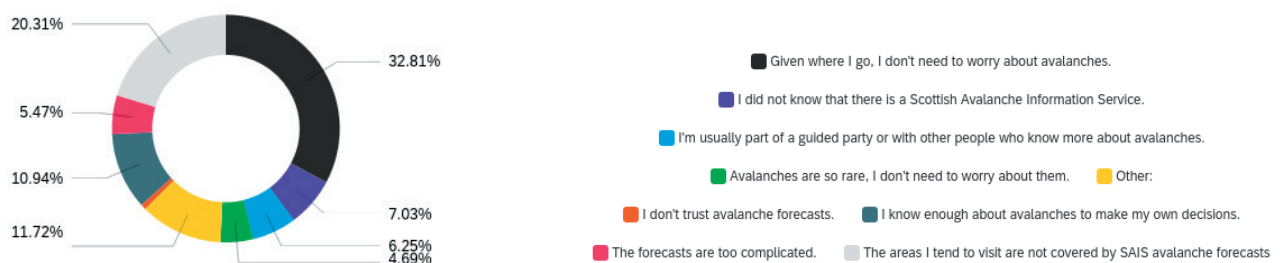 20.31%
32.81%
5.47%
10.94%
11.72%
7.03%
6.25%
4.69%
Given where I go, I don't need to worry about avalanches.
I did not know that there is a Scottish Avalanche Information Service.
I'm usually part of a guided party or with other people who know more about avalanches.
Avalanches are so rare, I don't need to worry about them. Other:
I don't trust avalanche forecasts. I know enough about avalanches to make my own decisions.
The forecasts are too complicated. The areas I tend to visit are not covered by SAIS avalanche forecasts